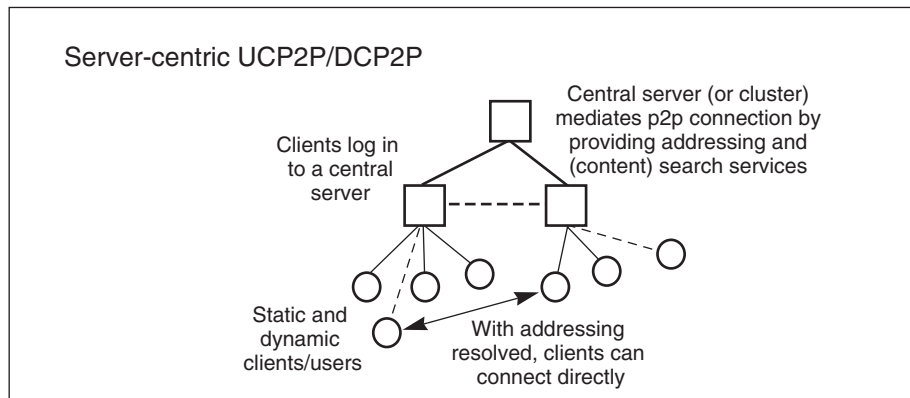 Server-centric UCP2P/DCP2P
Central server (or cluster)
mediates p2p connection by
providing addressing and
(content) search services
Clients log in
to a central
server
Static and
dynamic
clients/users
With addressing
resolved, clients can
connect directly